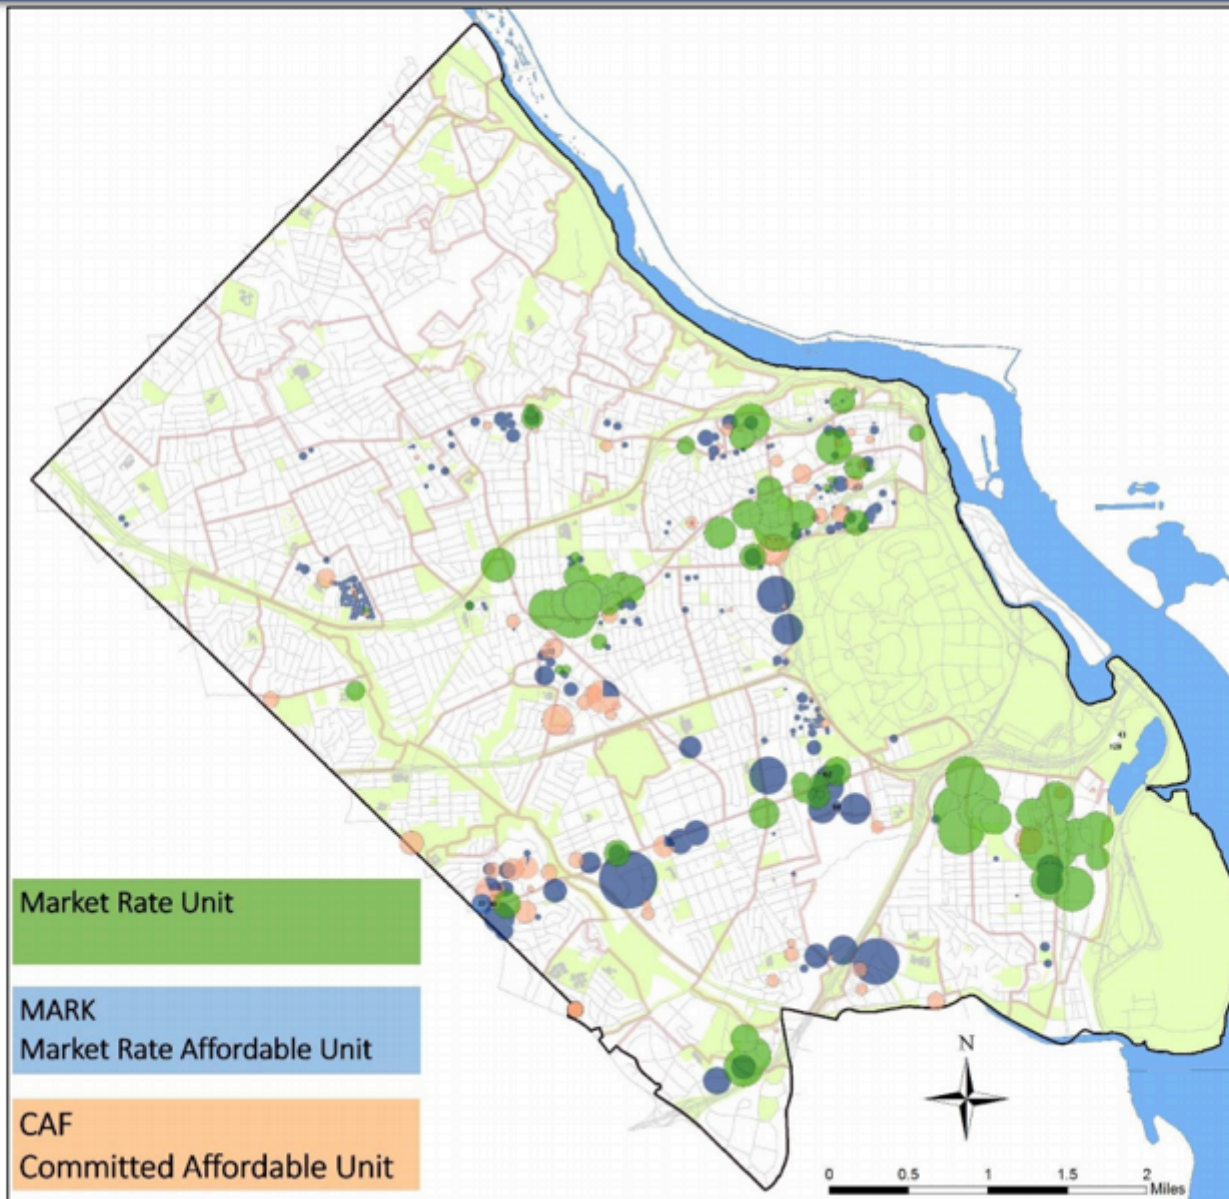 Market Rate Unit
MARK
Market Rate Affordable Unit
CAF
Committed Affordable Unit
N
0 0.5 1 1.5 2
Miles